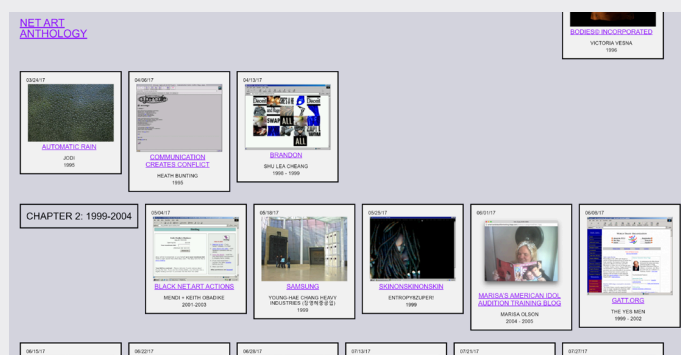 NET ART
ANTHOLOGY
BODIES© INCORPORATED
VICTORIA VESNA
1996
03/24/17
AUTOMATIC RAIN
JODI
1995
04/06/17
COMMUNICATION
CREATES CONFLICT
HEATH BUNTING
1995
04/13/17
BRANDON
SHU LEA CHEANG
1998 - 1999
CHAPTER 2: 1999-2004
05/04/17
BLACK NET.ART ACTIONS
MENDI + KEITH OBADIKE
2001-2003
05/18/17
SAMSUNG
YOUNG-HAE CHANG HEAVY
INDUSTRIES (장영혜중공업)
1999
05/25/17
SKINONSKINONSKIN
ENTROPY8ZUPER!
1999
06/01/17
MARISA'S AMERICAN IDOL
AUDITION TRAINING BLOG
MARISA OLSON
2004 - 2005
06/09/17
GATT.ORG
THE YES MEN
1999 - 2002
06/15/17
06/22/17
06/28/17
07/13/17
07/21/17
07/27/17